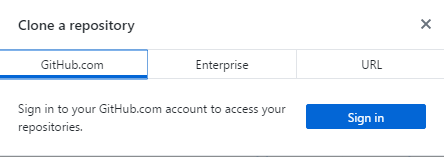 Clone a repository
GitHub.com Enterprise URL
Sign in to your GitHub.com account to access your
repositories.
Sign in